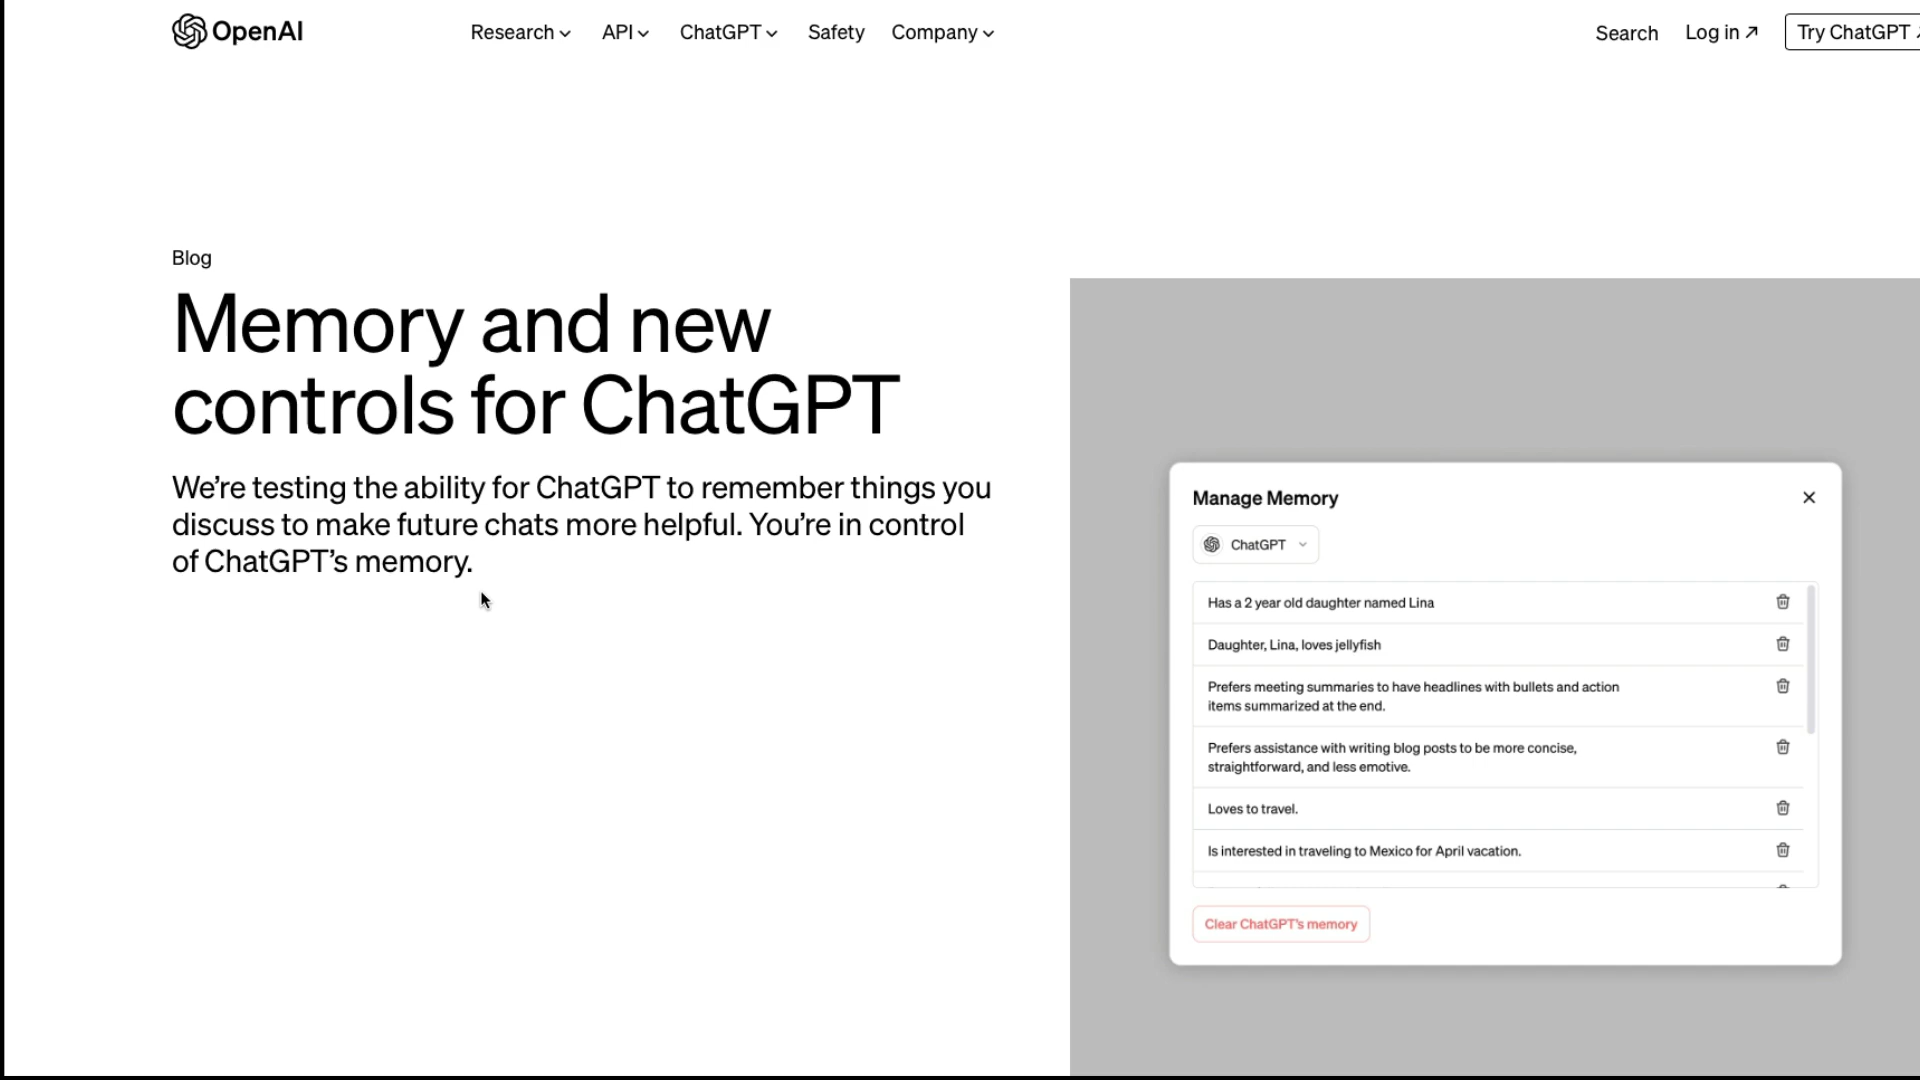 OpenAI
Research
API
ChatGPT
Safety
Company
Search
Log in ↗
Try ChatGPT
Blog
Memory and new
controls for ChatGPT
We’re testing the ability for ChatGPT to remember things you
discuss to make future chats more helpful. You’re in control
of ChatGPT’s memory.
Manage Memory
ChatGPT
Has a 2 year old daughter named Lina
Daughter, Lina, loves jellyfish
Prefers meeting summaries to have headlines with bullets and action
items summarized at the end.
Prefers assistance with writing blog posts to be more concise,
straightforward, and less emotive.
Loves to travel.
Is interested in traveling to Mexico for April vacation.
Clear ChatGPT’s memory